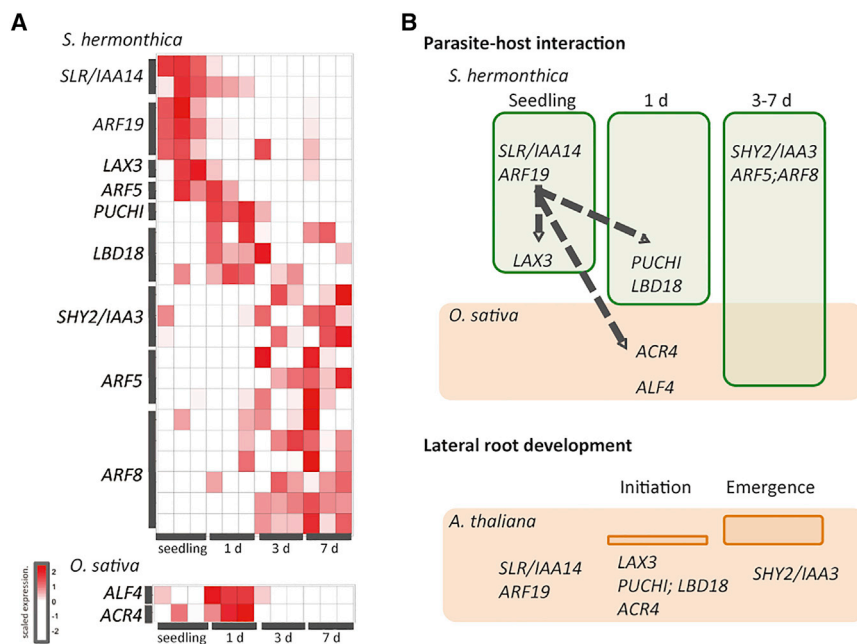 A
S. hermonthica
SLR/IAA14
ARF19
LAX3
ARF5
PUCHI
LBD18
SHY2/IAA3
ARF5
ARF8
seedling 1 d 3 d 7 d
O. sativa
ALF4
ACR4
seedling 1 d 3 d 7 d
scaled expression.
2
1
0
-1
-2
B
Parasite-host interaction
S. hermonthica
Seedling 1 d 3-7 d
SLR/IAA14 SHY2/IAA3
ARF19 ARF5;ARF8
LAX3 PUCHI
LBD18
O. sativa
ACR4
ALF4
Lateral root development
Initiation Emergence
A. thaliana
SLR/IAA14 LAX3 SHY2/IAA3
ARF19 PUCHI; LBD18
ACR4